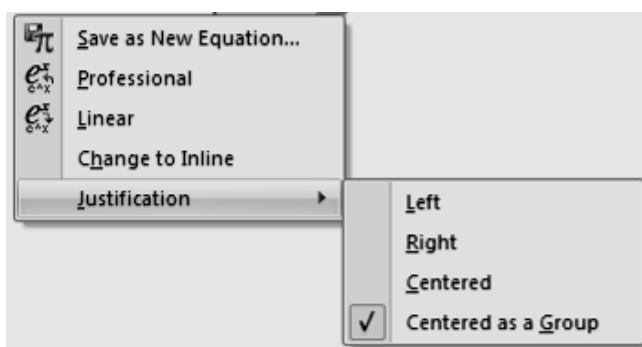 Save as New Equation...
Professional
Linear
Change to Inline
Justification
Left
Right
Centered
Centered as a Group